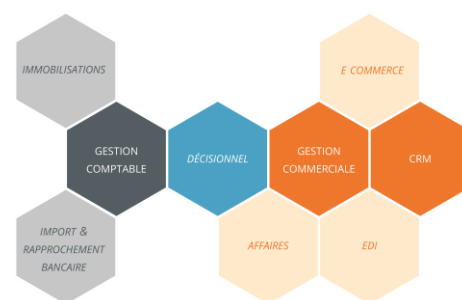 IMMOBILISATIONS
E COMMERCE
GESTION
COMPTABLE
DÉCISIONNEL
GESTION
COMMERCIALE
CRM
IMPORT &
RAPPROCHEMENT
BANCAIRE
AFFAIRES
EDI